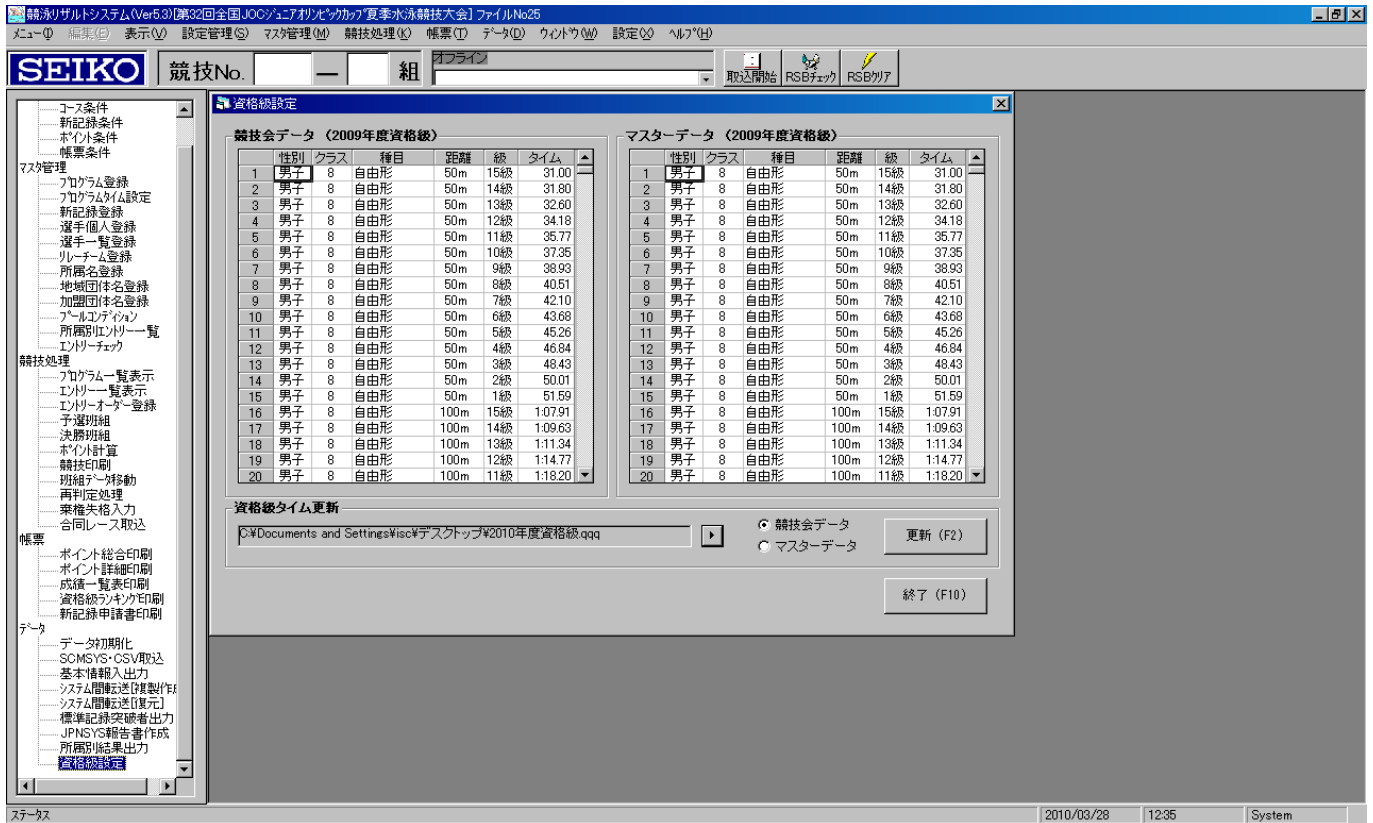 競泳リザルトシステム(Ver5.3)[第32回全国JOCジュニアオリンピックカップ夏季水泳競技大会] ファイルNo25
メニュー(I) 編集(E) 表示(V) 設定管理(S) マスタ管理(M) 競技処理(K) 帳票(T) データ(D) ウィンドウ(W) 設定(X) ヘルプ(H)
SEIKO 競技No. — 組 オフライン 取込開始 RSBチェック RSBクリア
コース条件
新記録条件
ポイント条件
帳票条件
マスタ管理
プログラム登録
プログラムタイム設定
新記録登録
選手個人登録
選手一覧登録
リレーチーム登録
所属名登録
地域団体名登録
加盟団体名登録
プールコンディション
所属別エントリー一覧
エントリーチェック
競技処理
プログラム一覧表示
エントリー一覧表示
エントリーオーダー登録
予選班組
決勝班組
ポイント計算
競技印刷
班組データ移動
再判定処理
棄権失格入力
合同レース取込
帳票
ポイント総合印刷
ポイント詳細印刷
成績一覧表印刷
資格級ランキング印刷
新記録申請書印刷
データ
データ初期化
SCMSYS・CSV取込
基本情報入出力
システム間転送[複製作成
システム間転送[復元]
標準記録突破者出力
JPNSYS報告書作成
所属別結果出力
資格級設定
資格級設定
競技会データ (2009年度資格級)
性別 クラス 種目 距離 級 タイム
1 男子 8 自由形 50m 15級 31.00
2 男子 8 自由形 50m 14級 31.80
3 男子 8 自由形 50m 13級 32.60
4 男子 8 自由形 50m 12級 34.18
5 男子 8 自由形 50m 11級 35.77
6 男子 8 自由形 50m 10級 37.35
7 男子 8 自由形 50m 9級 38.93
8 男子 8 自由形 50m 8級 40.51
9 男子 8 自由形 50m 7級 42.10
10 男子 8 自由形 50m 6級 43.68
11 男子 8 自由形 50m 5級 45.26
12 男子 8 自由形 50m 4級 46.84
13 男子 8 自由形 50m 3級 48.43
14 男子 8 自由形 50m 2級 50.01
15 男子 8 自由形 50m 1級 51.59
16 男子 8 自由形 100m 15級 1:07.91
17 男子 8 自由形 100m 14級 1:09.63
18 男子 8 自由形 100m 13級 1:11.34
19 男子 8 自由形 100m 12級 1:14.77
20 男子 8 自由形 100m 11級 1:18.20
マスターデータ (2009年度資格級)
性別 クラス 種目 距離 級 タイム
1 男子 8 自由形 50m 15級 31.00
2 男子 8 自由形 50m 14級 31.80
3 男子 8 自由形 50m 13級 32.60
4 男子 8 自由形 50m 12級 34.18
5 男子 8 自由形 50m 11級 35.77
6 男子 8 自由形 50m 10級 37.35
7 男子 8 自由形 50m 9級 38.93
8 男子 8 自由形 50m 8級 40.51
9 男子 8 自由形 50m 7級 42.10
10 男子 8 自由形 50m 6級 43.68
11 男子 8 自由形 50m 5級 45.26
12 男子 8 自由形 50m 4級 46.84
13 男子 8 自由形 50m 3級 48.43
14 男子 8 自由形 50m 2級 50.01
15 男子 8 自由形 50m 1級 51.59
16 男子 8 自由形 100m 15級 1:07.91
17 男子 8 自由形 100m 14級 1:09.63
18 男子 8 自由形 100m 13級 1:11.34
19 男子 8 自由形 100m 12級 1:14.77
20 男子 8 自由形 100m 11級 1:18.20
資格級タイム更新
C:¥Documents and Settings¥isc¥デスクトップ¥2010年度資格級.qqq
競技会データ
マスターデータ
更新 (F2)
終了 (F10)
ステータス 2010/03/28 12:35 System